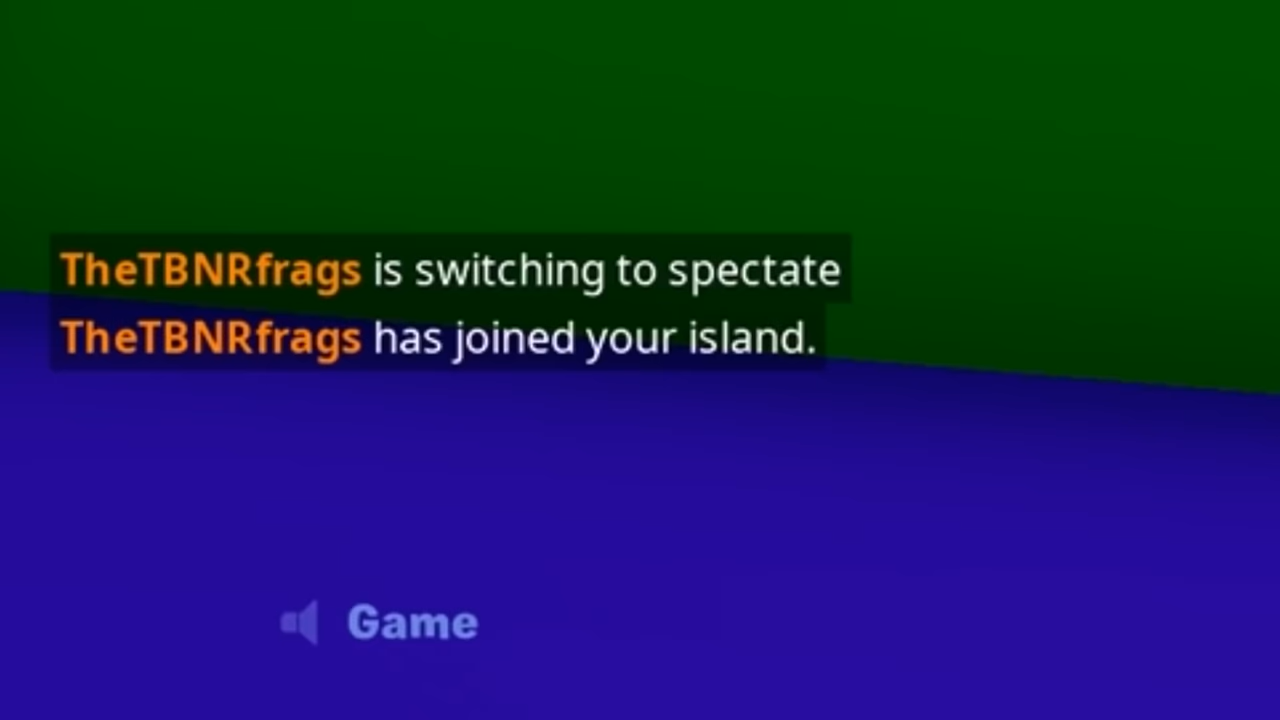 TheTBNRfrags is switching to spectate
TheTBNRfrags has joined your island.
Game